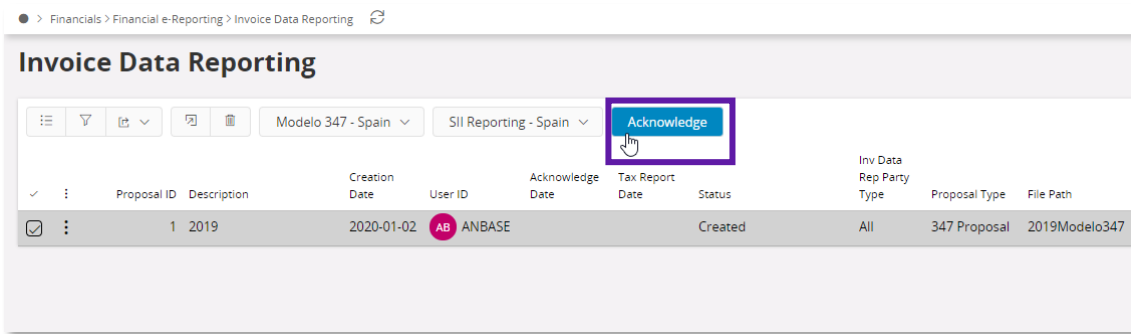 Financials > Financial e-Reporting > Invoice Data Reporting
Invoice Data Reporting
Modelo 347 - Spain SII Reporting - Spain Acknowledge
Proposal ID Description Creation Date User ID Acknowledge Date Tax Report Date Status Inv Data Rep Party Type Proposal Type File Path
1 2019 2020-01-02 AB ANBASE Created All 347 Proposal 2019Modelo347